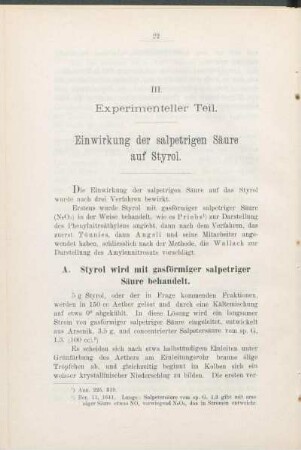 22
III.
Experimenteller Teil.
Einwirkung der salpetrigen Säure
auf Styrol.
Die Einwirkung der salpetrigen Säure auf das Styrol
wurde nach drei Verfahren bewirkt.
Erstens wurde Styrol mit gasförmiger salpetriger Säure
(N₂O₃) in der Weise behandelt, wie es Priebs¹) zur Darstellung
des Phenylnitroäthylens angibt, dann nach dem Verfahren, das
zuerst Tönnies, dann Angeli und seine Mitarbeiter ange-
wendet haben, schliesslich nach der Methode, die Wallach zur
Darstellung des Amylennitrosats vorschlägt.
A. Styrol wird mit gasförmiger salpetriger
Säure behandelt.
5 g Styrol, oder der in Frage kommenden Fraktionen,
werden in 150 cc Aether gelöst und durch eine Kältemischung
auf etwa 0° abgekühlt. In diese Lösung wird ein langsamer
Strom von gasförmiger salpetriger Säure eingeleitet, entwickelt
aus Arsenik 5 g, und concentrierter Salpetersäure vom sp. G.
1.3. (100 cc).²)
Es scheiden sich nach etwa halbstündigem Einleiten unter
Grünfärbung des Aethers am Einleitungsrohr braune ölige
Tröpfchen ab, und gleichzeitig beginnt im Kolben sich ein
weisser krystallinischer Niederschlag zu bilden. Die ersten ver-
¹) Ann. 225, 319.
²) Ber. 11, 1641. Lunge: Salpetersäure vom sp. G. 1.3 gibt mit arse-
niger Säure etwas NO, vorwiegend N₂O₃, das in Strömen entweicht.